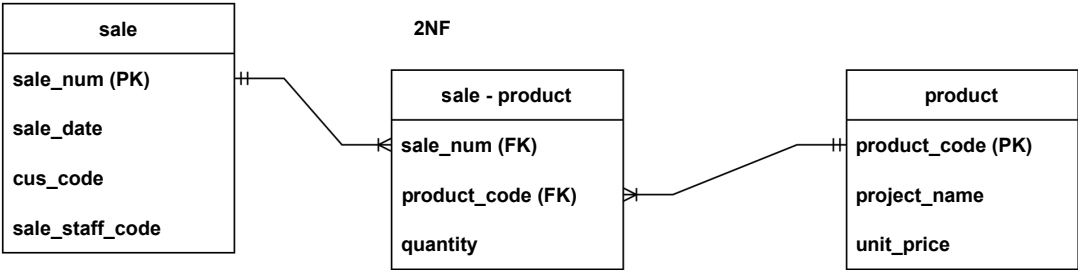 sale
sale_num (PK)
sale_date
cus_code
sale_staff_code
2NF
sale - product
sale_num (FK)
product_code (FK)
quantity
product
product_code (PK)
project_name
unit_price